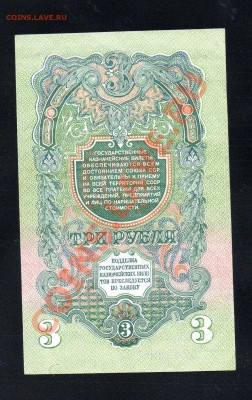 COINS.LAVE.RU
3
ГОСУДАРСТВЕННЫЕ
КАЗНАЧЕЙСКИЕ БИЛЕТЫ
ОБЕСПЕЧИВАЮТСЯ ВСЕМ
ДОСТОЯНИЕМ СОЮЗА ССР
И ОБЯЗАТЕЛЬНЫ К ПРИЕМУ
НА ВСЕЙ ТЕРРИТОРИИ СССР
ВО ВСЕ ПЛАТЕЖИ ДЛЯ ВСЕХ
УЧРЕЖДЕНИЙ, ПРЕДПРИЯТИЙ
И ЛИЦ ПО НАРИЦАТЕЛЬНОЙ
СТОИМОСТИ.
ТРИ РУБЛЯ
ПОДДЕЛКА
ГОСУДАРСТВЕННЫХ
КАЗНАЧЕЙСКИХ БИЛЕ-
ТОВ ПРЕСЛЕДУЕТСЯ
ПО ЗАКОНУ
3
3
3